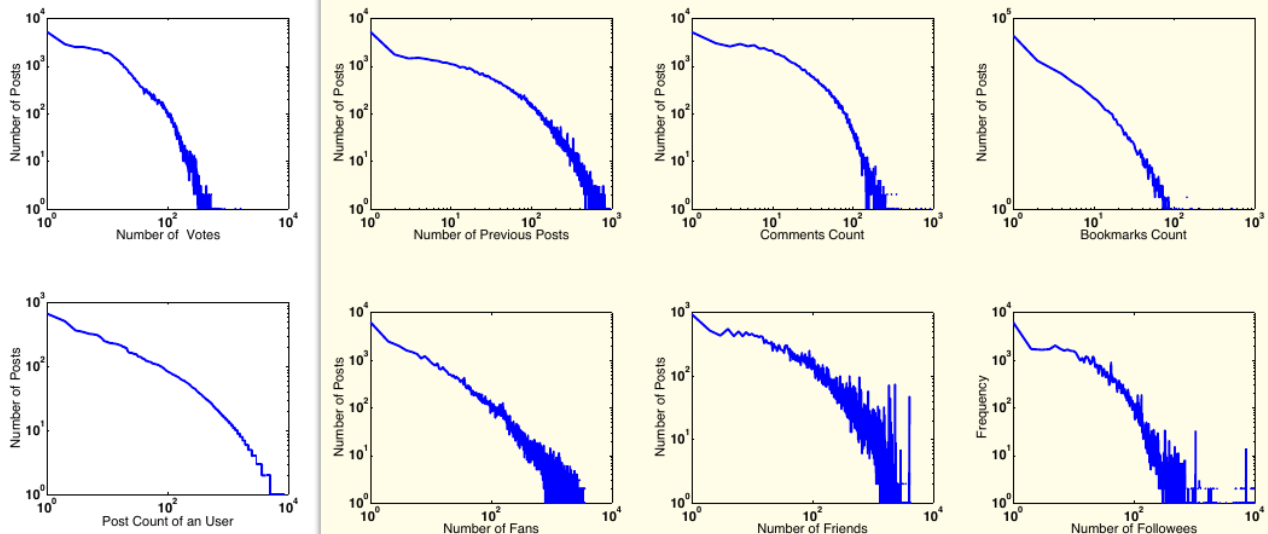 10^4
10^3
10^2
10^1
10^0
Number of Posts
10^0 10^2 10^4
Number of  Votes
10^4
10^3
10^2
10^1
10^0
Number of Posts
10^0 10^1 10^2 10^3
Number of Previous Posts
10^4
10^3
10^2
10^1
10^0
Number of Posts
10^0 10^1 10^2 10^3
Comments Count
10^5
10^0
Number of Posts
10^0 10^1 10^2 10^3
Bookmarks Count
10^3
10^2
10^1
10^0
Number of Posts
10^0 10^2 10^4
Post Count of an User
10^4
10^3
10^2
10^1
10^0
Number of Posts
10^0 10^2 10^4
Number of Fans
10^3
10^2
10^1
10^0
Number of Posts
10^0 10^2 10^4
Number of Friends
10^4
10^3
10^2
10^1
10^0
Frequency
10^0 10^2 10^4
Number of Followees